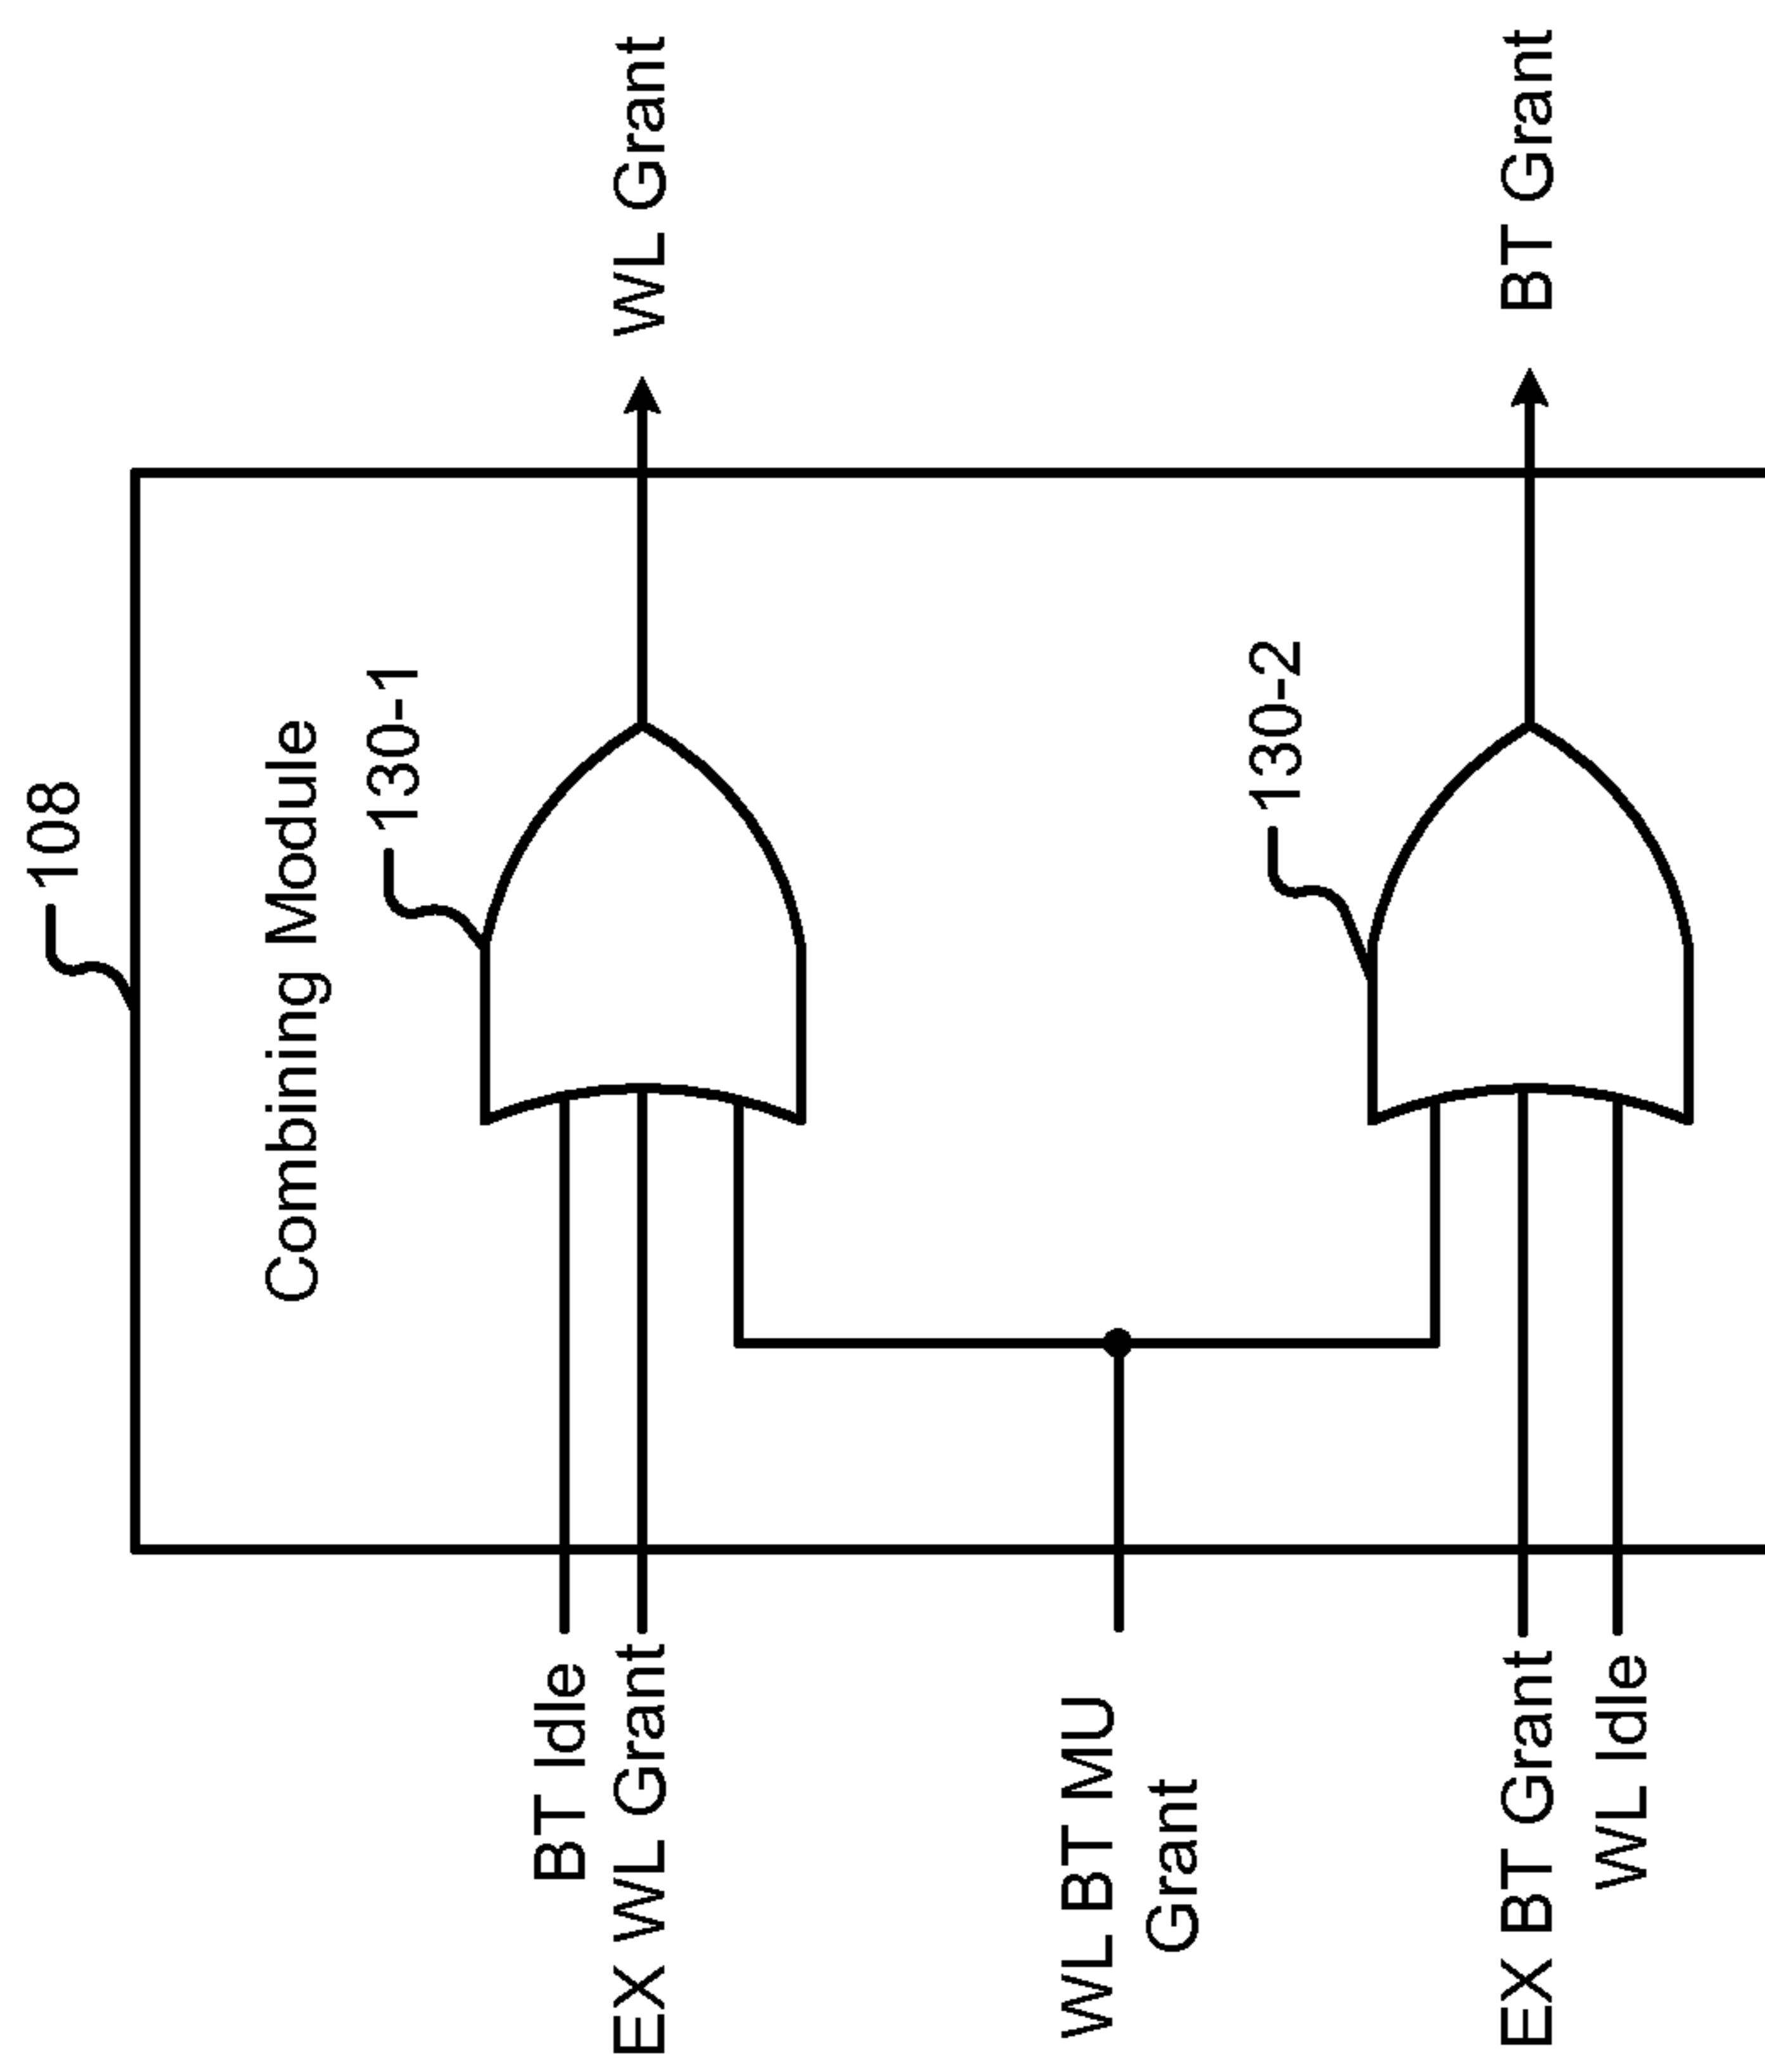 108
Combining Module
130-1
BT Idle
EX WL Grant
WL Grant
WL BT MU
Grant
130-2
EX BT Grant
BT Grant
WL Idle